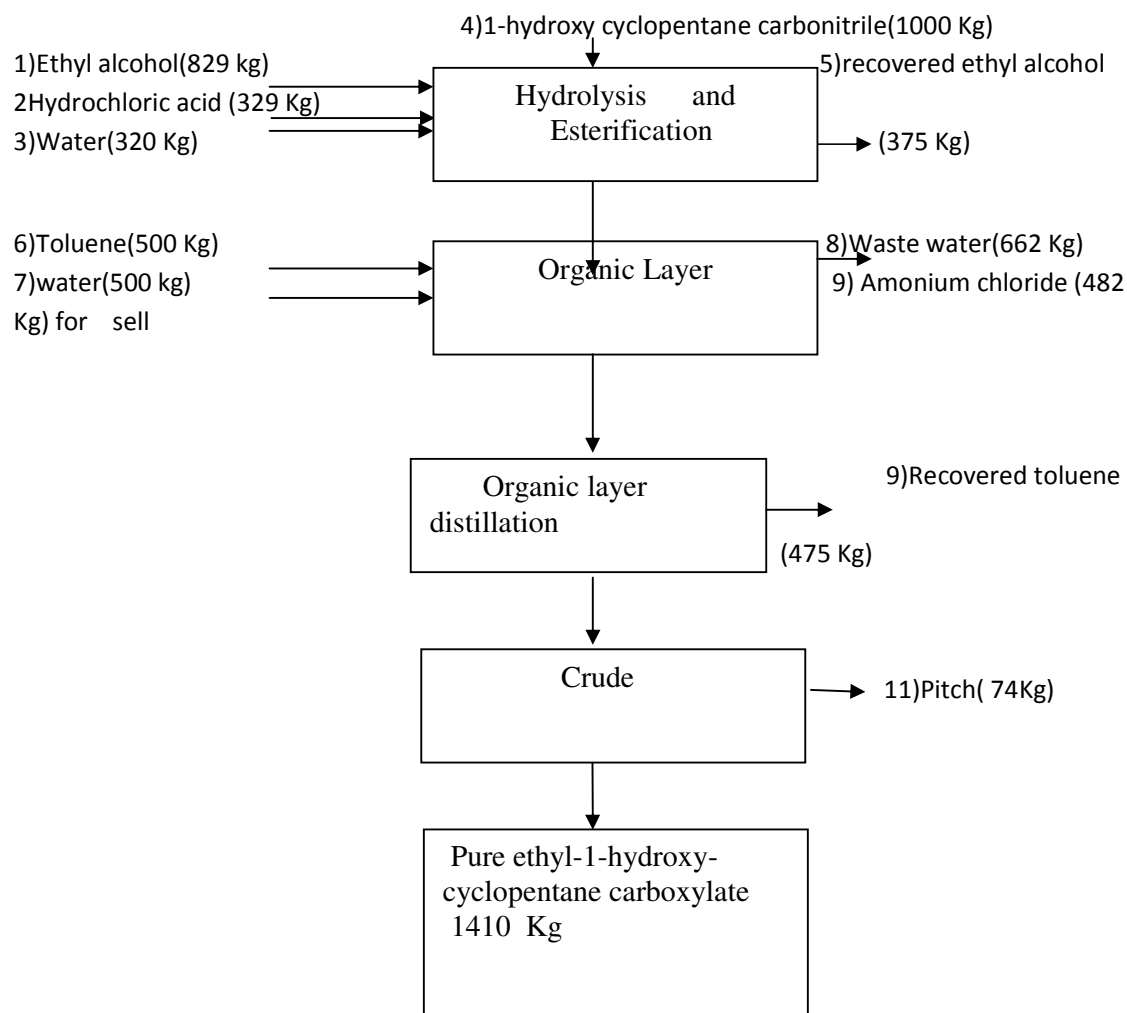 4)1-hydroxy cyclopentane carbonitrile(1000 Kg)
1)Ethyl alcohol(829 kg)
5)recovered ethyl alcohol
2Hydrochloric acid (329 Kg)
Hydrolysis and
Esterification
3)Water(320 Kg)
(375 Kg)
6)Toluene(500 Kg)
8)Waste water(662 Kg)
Organic Layer
7)water(500 kg)
9) Amonium chloride (482
Kg) for sell
9)Recovered toluene
Organic layer
distillation
(475 Kg)
Crude
11)Pitch( 74Kg)
Pure ethyl-1-hydroxy-
cyclopentane carboxylate
1410 Kg